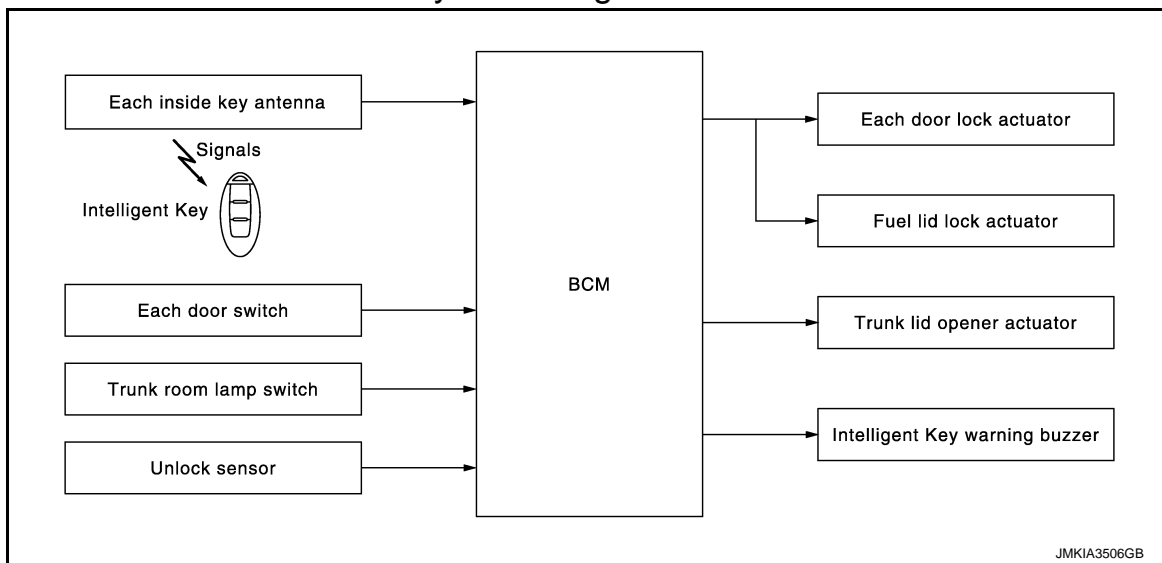 Each inside key antenna
Signals
Intelligent Key
Each door switch
Trunk room lamp switch
Unlock sensor
BCM
Each door lock actuator
Fuel lid lock actuator
Trunk lid opener actuator
Intelligent Key warning buzzer
JMKIA3506GB